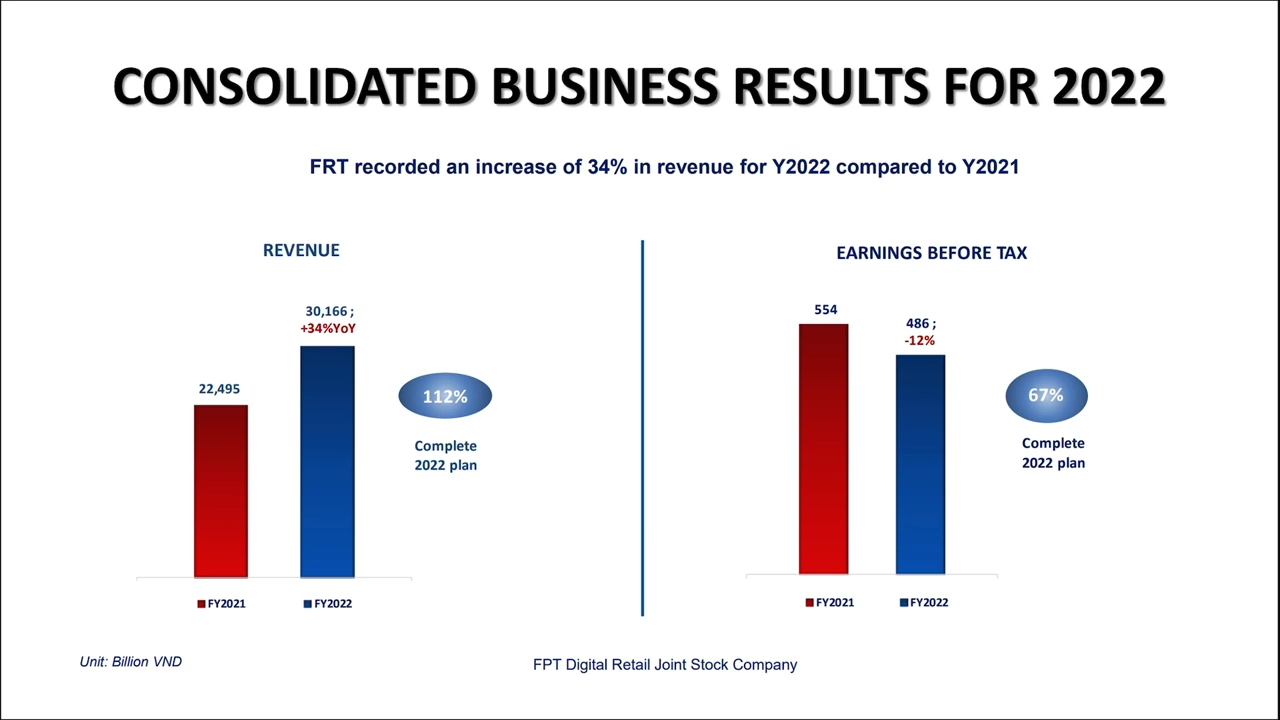 CONSOLIDATED BUSINESS RESULTS FOR 2022
FRT recorded an increase of 34% in revenue for Y2022 compared to Y2021
REVENUE
30,166 ;
+34%YoY
22,495
112%
Complete
2022 plan
FY2021
FY2022
EARNINGS BEFORE TAX
554
486 ;
-12%
67%
Complete
2022 plan
FY2021
FY2022
Unit: Billion VND
FPT Digital Retail Joint Stock Company